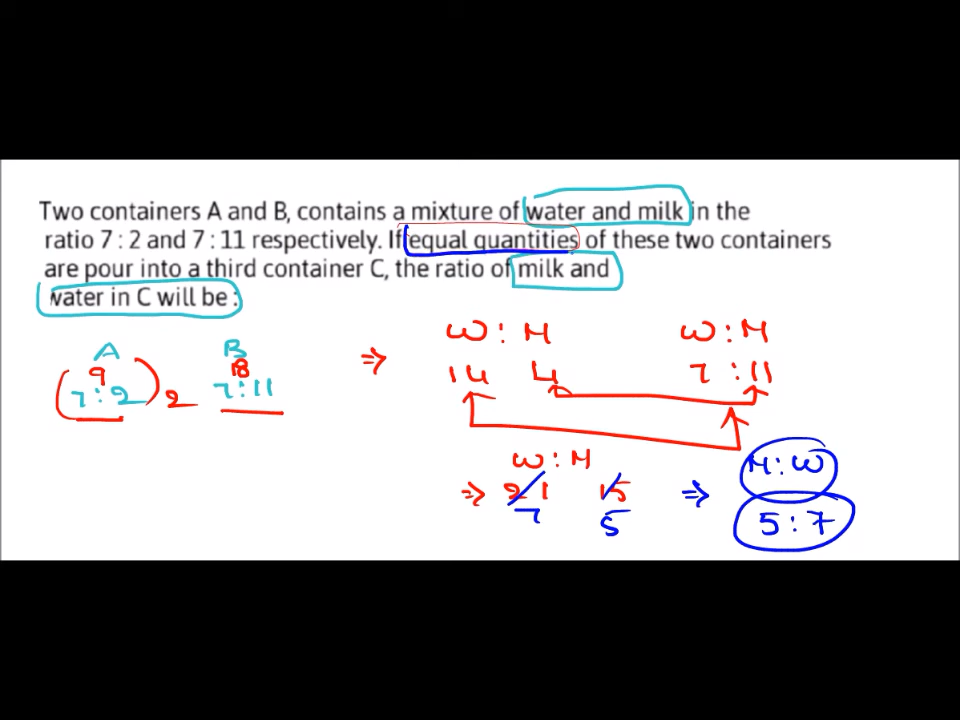 Two containers A and B, contains a mixture of water and milk in the
ratio 7 : 2 and 7 : 11 respectively. If equal quantities of these two containers
are pour into a third container C, the ratio of milk and
water in C will be :
A B
9 18
7 : 2 2 7 : 11
⇒ W : M W : M
14 4 7 : 11
W : M
⇒ 21 15 ⇒ M : W
7 5 5 : 7